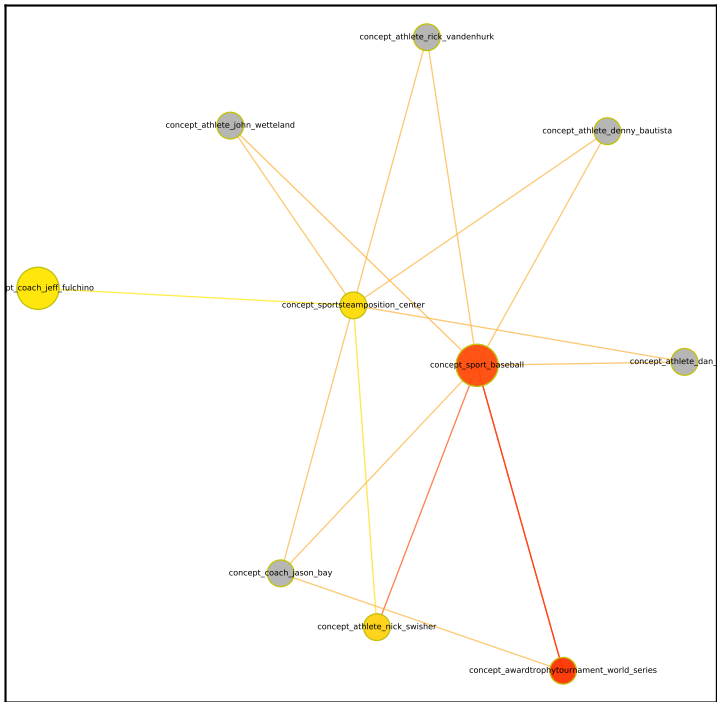 concept_athlete_rick_vandenhurk
concept_athlete_john_wetteland
concept_athlete_denny_bautista
pt_coach_jeff_fulchino
concept_sportsteamposition_center
concept_sport_baseball
concept_athlete_dan_
concept_coach_jason_bay
concept_athlete_nick_swisher
concept_awardtrophytournament_world_series